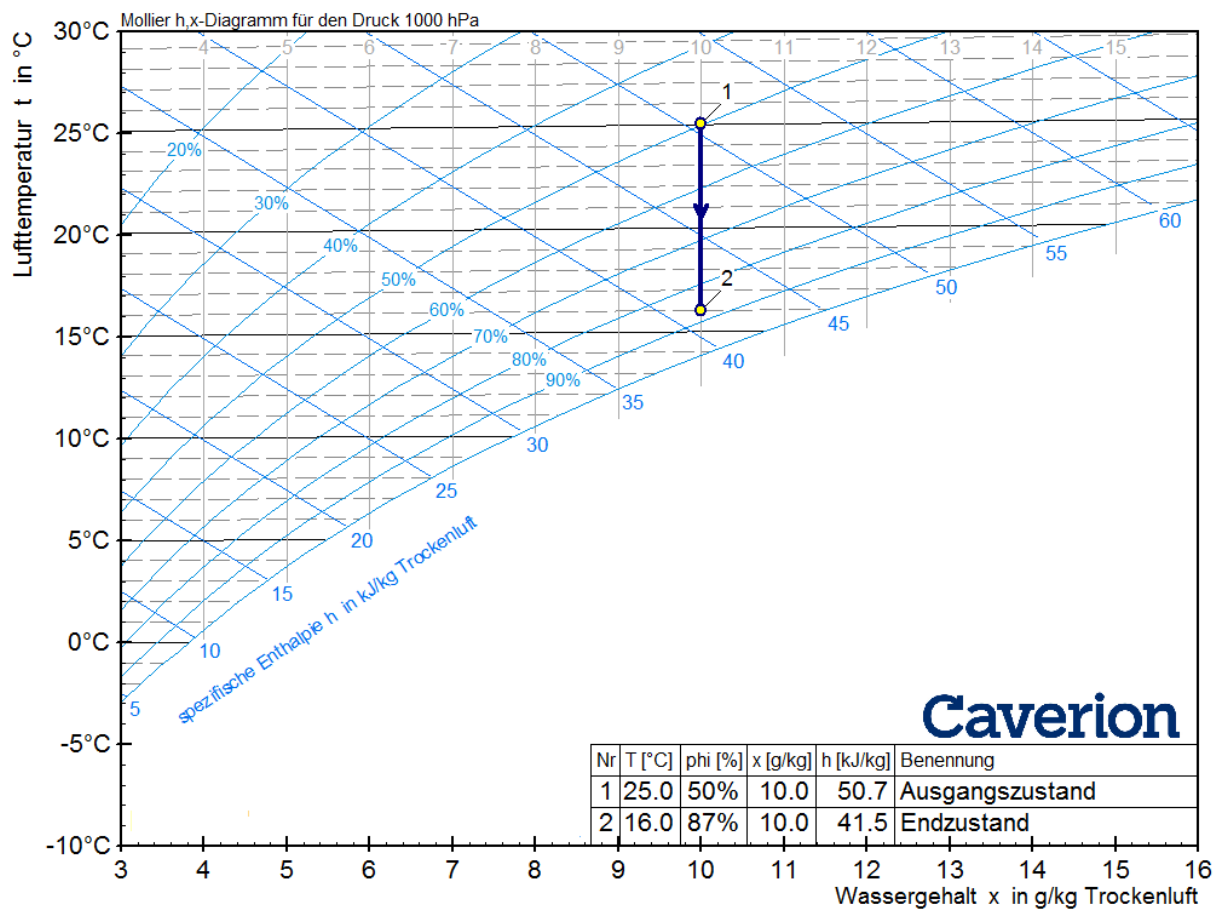 Mollier h,x-Diagramm für den Druck 1000 hPa
30°C
4 5 6 7 8 9 10 11 12 13 14 15
1
25°C
20%
30%
60
20°C
40%
55
50%
2
50
60%
45
15°C
70%
80%
40
90%
35
10°C
30
25
5°C
20
15
0°C
10
5
-5°C
-10°C
Lufttemperatur t in °C
spezifische Enthalpie h in kJ/kg Trockenluft
Caverion
Nr T [°C] phi [%] x [g/kg] h [kJ/kg] Benennung
1 25.0 50% 10.0 50.7 Ausgangszustand
2 16.0 87% 10.0 41.5 Endzustand
3 4 5 6 7 8 9 10 11 12 13 14 15 16
Wassergehalt x in g/kg Trockenluft